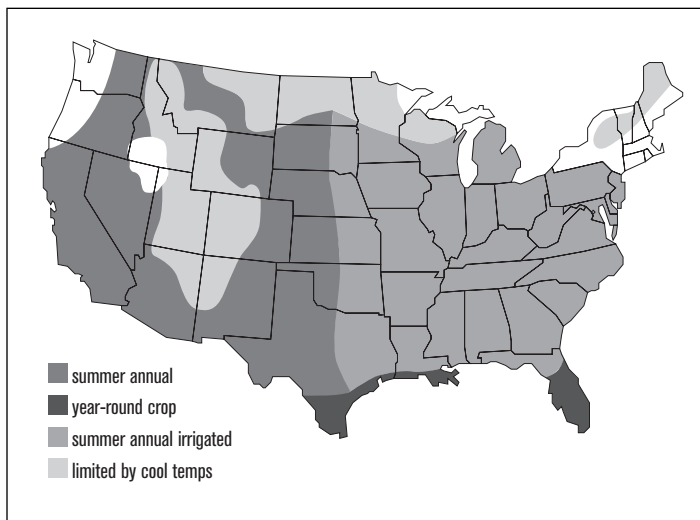 summer annual
year-round crop
summer annual irrigated
limited by cool temps